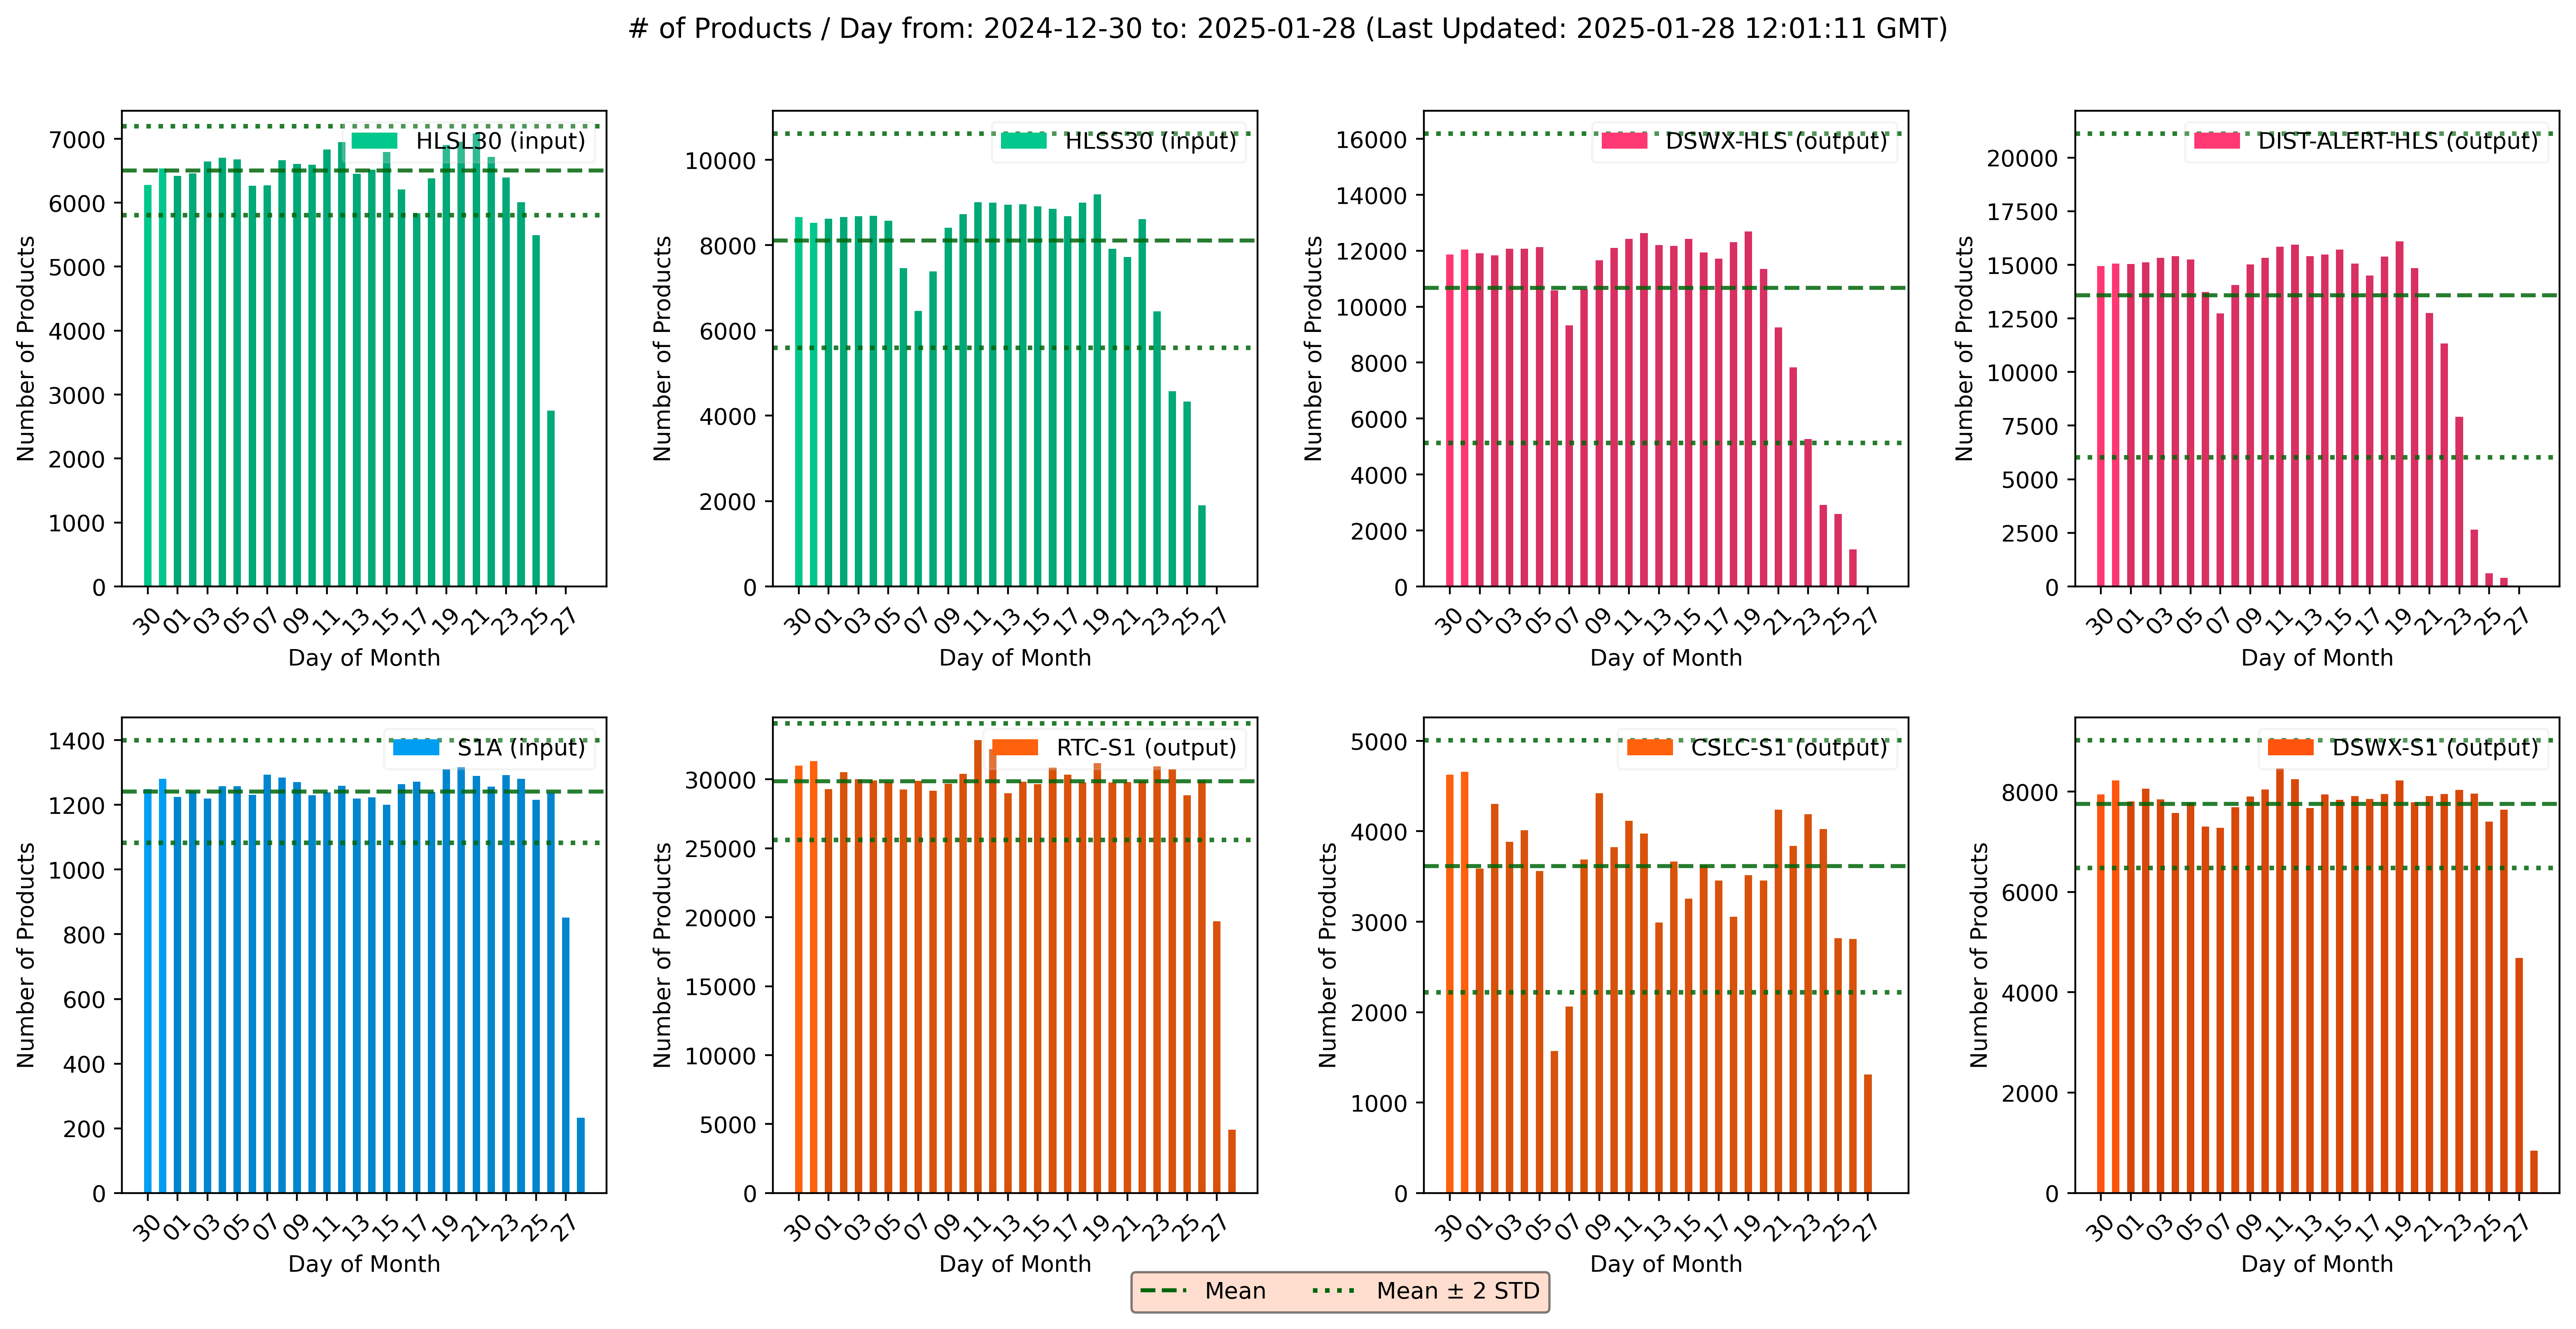 # of Products / Day from: 2024-12-30 to: 2025-01-28 (Last Updated: 2025-01-28 12:01:11 GMT)
HLSL30 (input)
Number of Products
7000
6000
5000
4000
3000
2000
1000
0
30 01 03 05 07 09 11 13 15 17 19 21 23 25 27
Day of Month
HLSS30 (input)
Number of Products
10000
8000
6000
4000
2000
0
30 01 03 05 07 09 11 13 15 17 19 21 23 25 27
Day of Month
DSWX-HLS (output)
Number of Products
16000
14000
12000
10000
8000
6000
4000
2000
0
30 01 03 05 07 09 11 13 15 17 19 21 23 25 27
Day of Month
DIST-ALERT-HLS (output)
Number of Products
20000
17500
15000
12500
10000
7500
5000
2500
0
30 01 03 05 07 09 11 13 15 17 19 21 23 25 27
Day of Month
S1A (input)
Number of Products
1400
1200
1000
800
600
400
200
0
30 01 03 05 07 09 11 13 15 17 19 21 23 25 27
Day of Month
RTC-S1 (output)
Number of Products
30000
25000
20000
15000
10000
5000
0
30 01 03 05 07 09 11 13 15 17 19 21 23 25 27
Day of Month
CSLC-S1 (output)
Number of Products
5000
4000
3000
2000
1000
0
30 01 03 05 07 09 11 13 15 17 19 21 23 25 27
Day of Month
DSWX-S1 (output)
Number of Products
8000
6000
4000
2000
0
30 01 03 05 07 09 11 13 15 17 19 21 23 25 27
Day of Month
Mean
Mean ± 2 STD